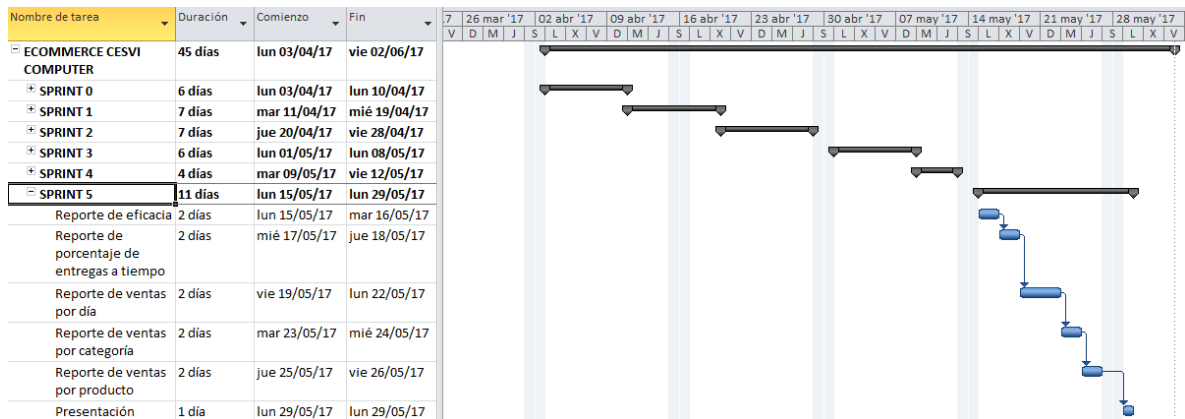 Nombre de tarea Duración Comienzo Fin 7 26 mar '17 02 abr '17 09 abr '17 16 abr '17 23 abr '17 30 abr '17 07 may '17 14 may '17 21 may '17 28 may '17
V D M J S L X V D M J S L X V D M J S L X V D M J S L X V D M J S L X V
ECOMMERCE CESVI 45 días lun 03/04/17 vie 02/06/17
COMPUTER
SPRINT 0 6 días lun 03/04/17 lun 10/04/17
SPRINT 1 7 días mar 11/04/17 mié 19/04/17
SPRINT 2 7 días jue 20/04/17 vie 28/04/17
SPRINT 3 6 días lun 01/05/17 lun 08/05/17
SPRINT 4 4 días mar 09/05/17 vie 12/05/17
SPRINT 5 11 días lun 15/05/17 lun 29/05/17
Reporte de eficacia 2 días lun 15/05/17 mar 16/05/17
Reporte de 2 días mié 17/05/17 jue 18/05/17
porcentaje de
entregas a tiempo
Reporte de ventas 2 días vie 19/05/17 lun 22/05/17
por día
Reporte de ventas 2 días mar 23/05/17 mié 24/05/17
por categoría
Reporte de ventas 2 días jue 25/05/17 vie 26/05/17
por producto
Presentación 1 día lun 29/05/17 lun 29/05/17